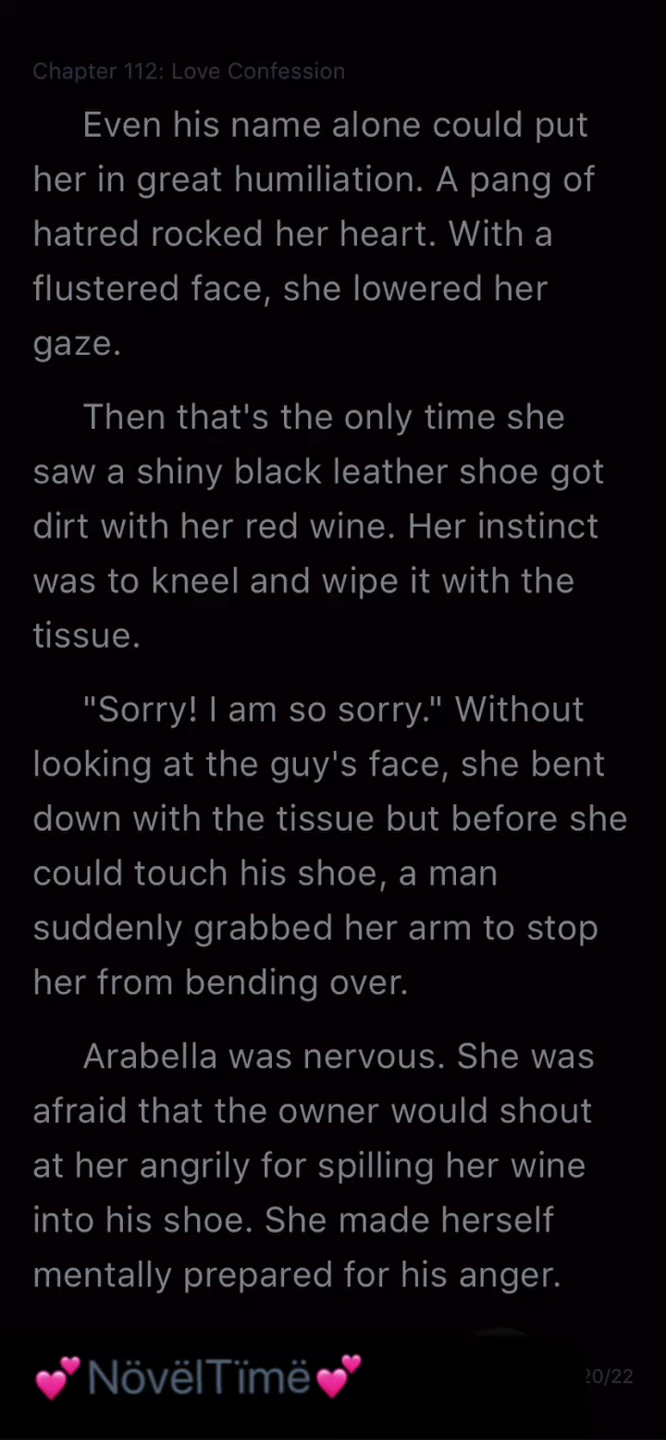 Chapter 112: Love Confession
Even his name alone could put
her in great humiliation. A pang of
hatred rocked her heart. With a
flustered face, she lowered her
gaze.
Then that's the only time she
saw a shiny black leather shoe got
dirt with her red wine. Her instinct
was to kneel and wipe it with the
tissue.
"Sorry! I am so sorry." Without
looking at the guy's face, she bent
down with the tissue but before she
could touch his shoe, a man
suddenly grabbed her arm to stop
her from bending over.
Arabella was nervous. She was
afraid that the owner would shout
at her angrily for spilling her wine
into his shoe. She made herself
mentally prepared for his anger.
💕NövëlTïmë💕 20/22